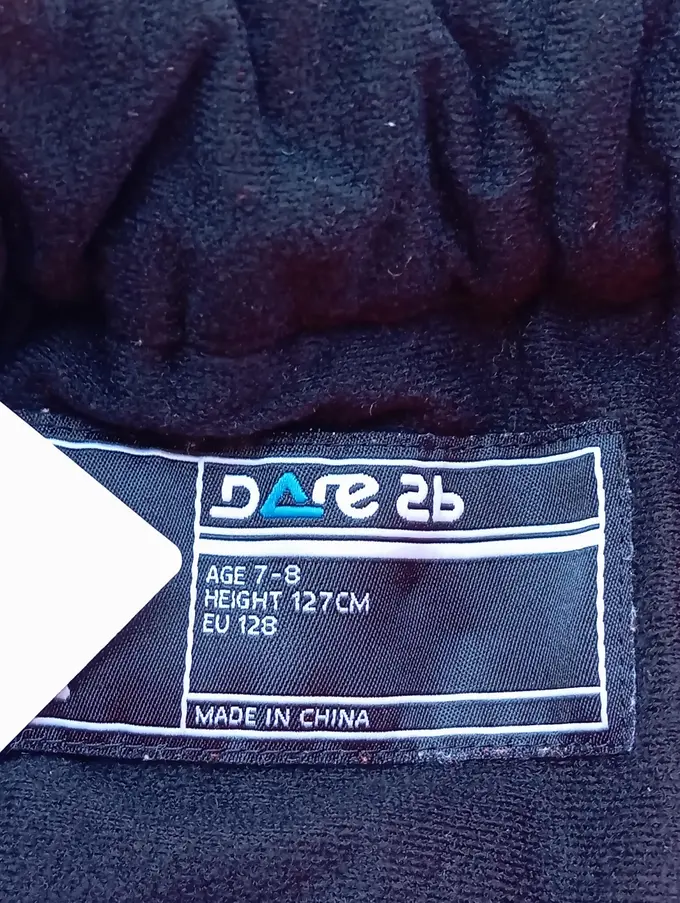 DARE 2b
AGE 7-8
HEIGHT 127CM
EU 128
MADE IN CHINA